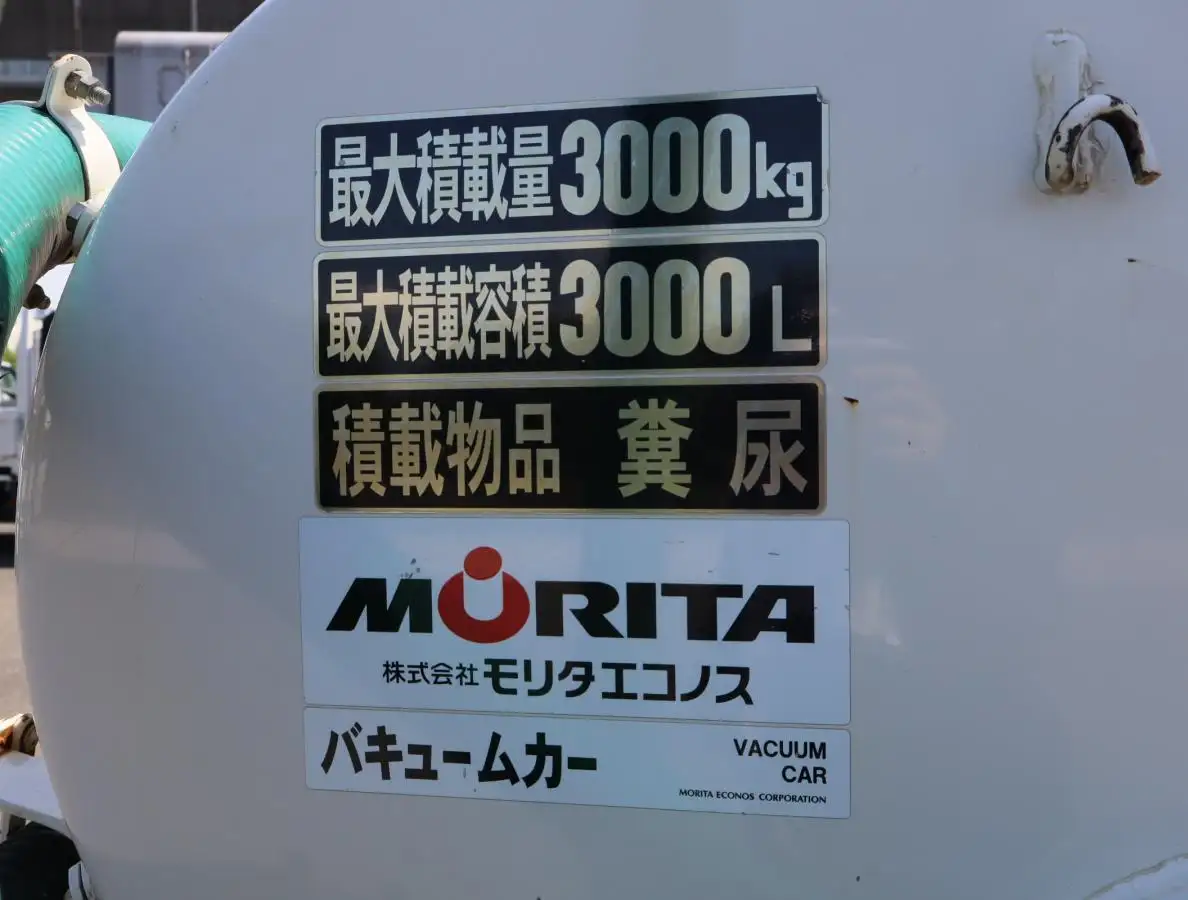 最大積載量3000kg
最大積載容積3000L
積載物品 糞尿
MORITA
株式会社モリタエコノス
バキュームカー
VACUUM
CAR
MORITA ECONOS CORPORATION